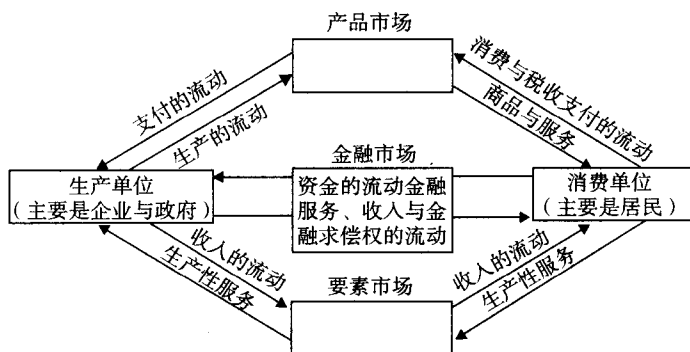 产品市场
支付的流动
生产的流动
消费与税收支付的流动
商品与服务
金融市场
生产单位
（主要是企业与政府）
资金的流动金融
服务、收入与金
融求偿权的流动
消费单位
（主要是居民）
收入的流动
生产性服务
要素市场
收入的流动
生产性服务